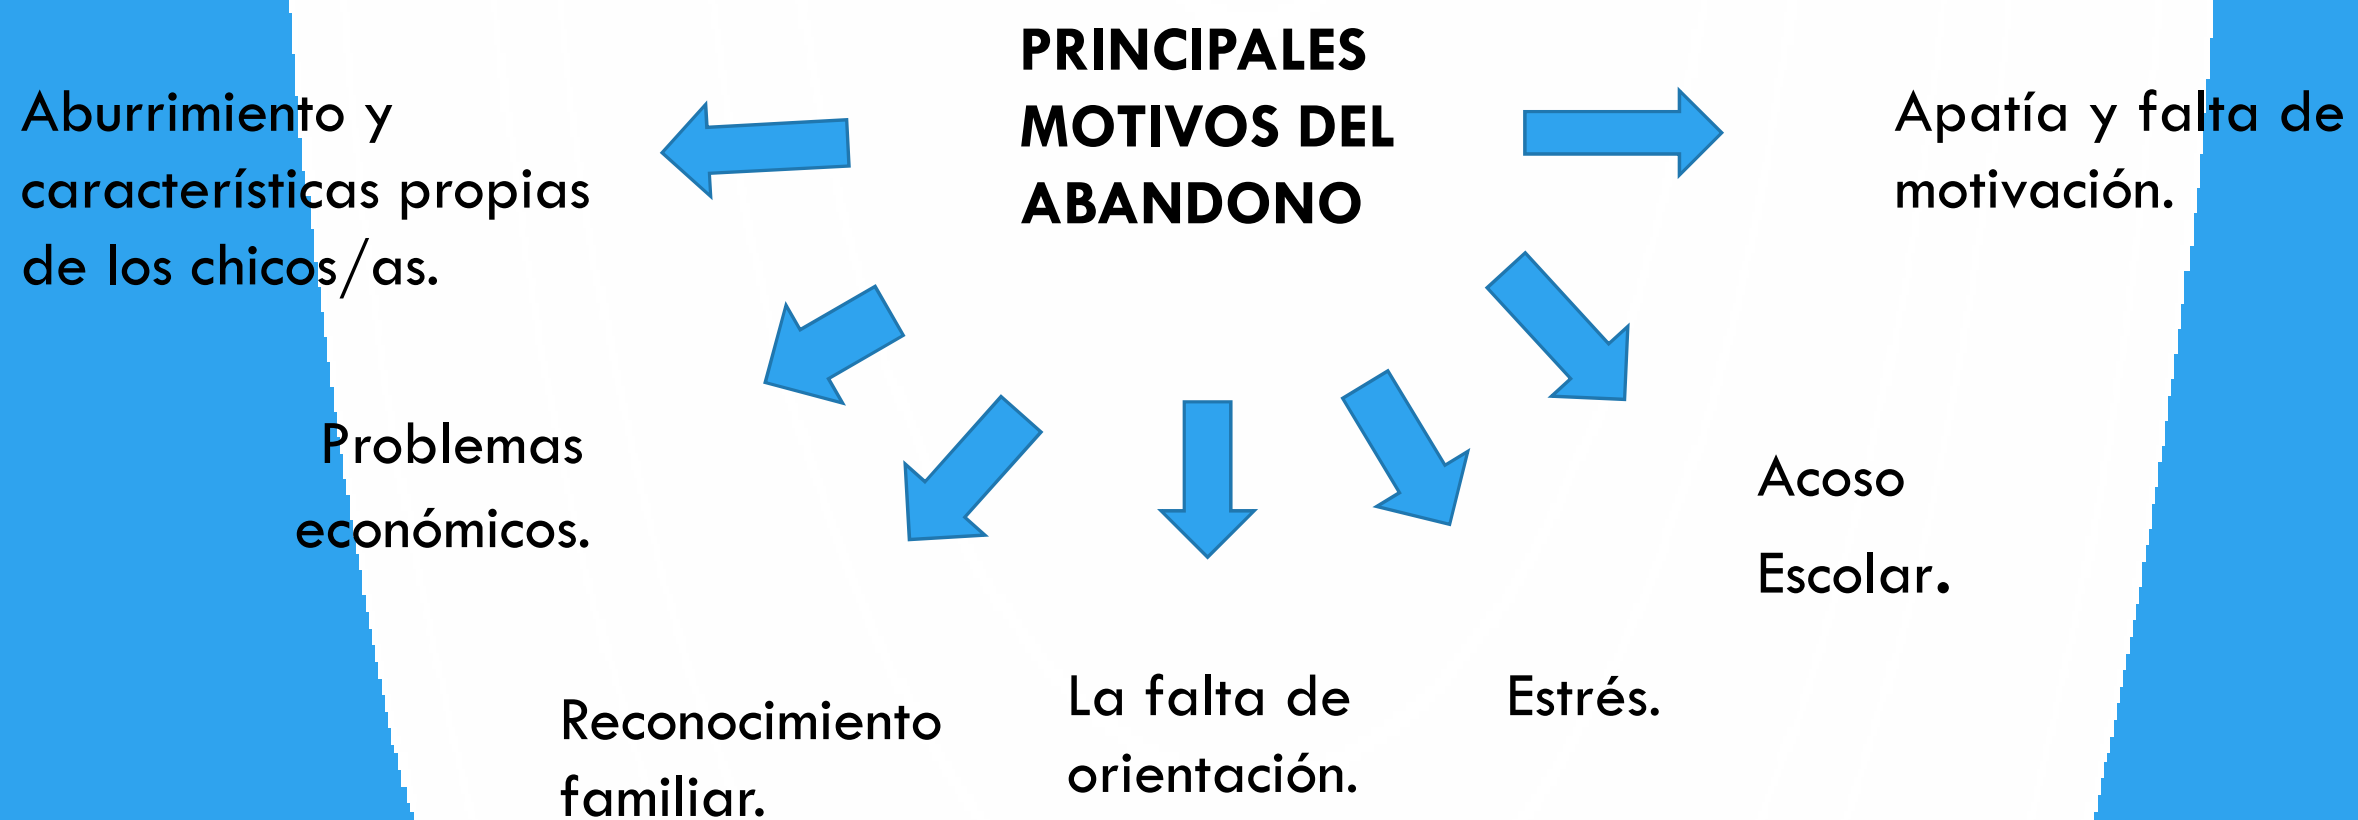 PRINCIPALES
MOTIVOS DEL
ABANDONO
Aburrimiento y
características propias
de los chicos/as.
Problemas
económicos.
Reconocimiento
familiar.
La falta de
orientación.
Estrés.
Acoso
Escolar.
Apatía y falta de
motivación.